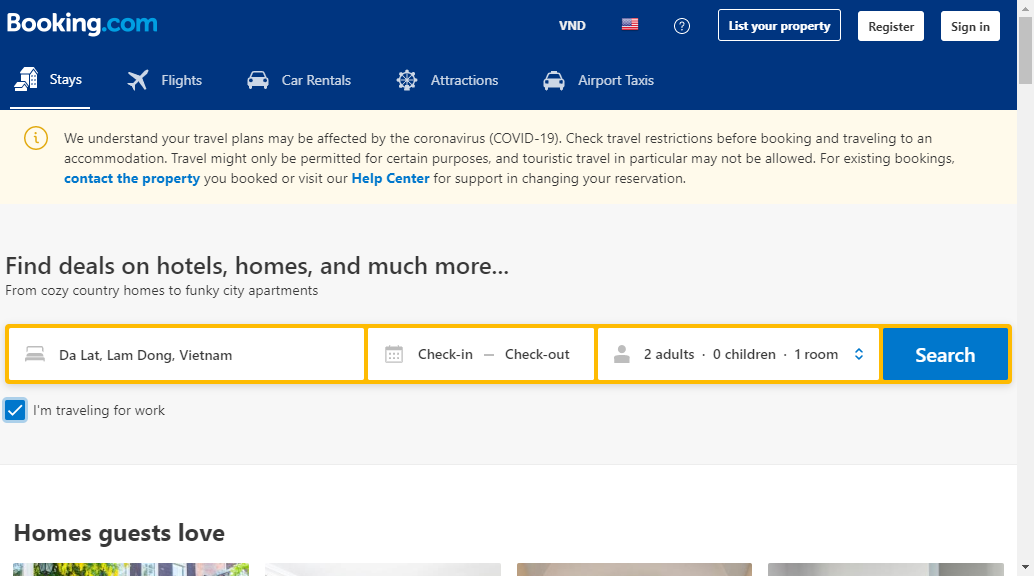 Booking.com
VND
List your property
Register
Sign in
Stays
Flights
Car Rentals
Attractions
Airport Taxis
We understand your travel plans may be affected by the coronavirus (COVID-19). Check travel restrictions before booking and traveling to an
accommodation. Travel might only be permitted for certain purposes, and touristic travel in particular may not be allowed. For existing bookings,
contact the property you booked or visit our Help Center for support in changing your reservation.
Find deals on hotels, homes, and much more...
From cozy country homes to funky city apartments
Da Lat, Lam Dong, Vietnam
Check-in — Check-out
2 adults · 0 children · 1 room
Search
I'm traveling for work
Homes guests love